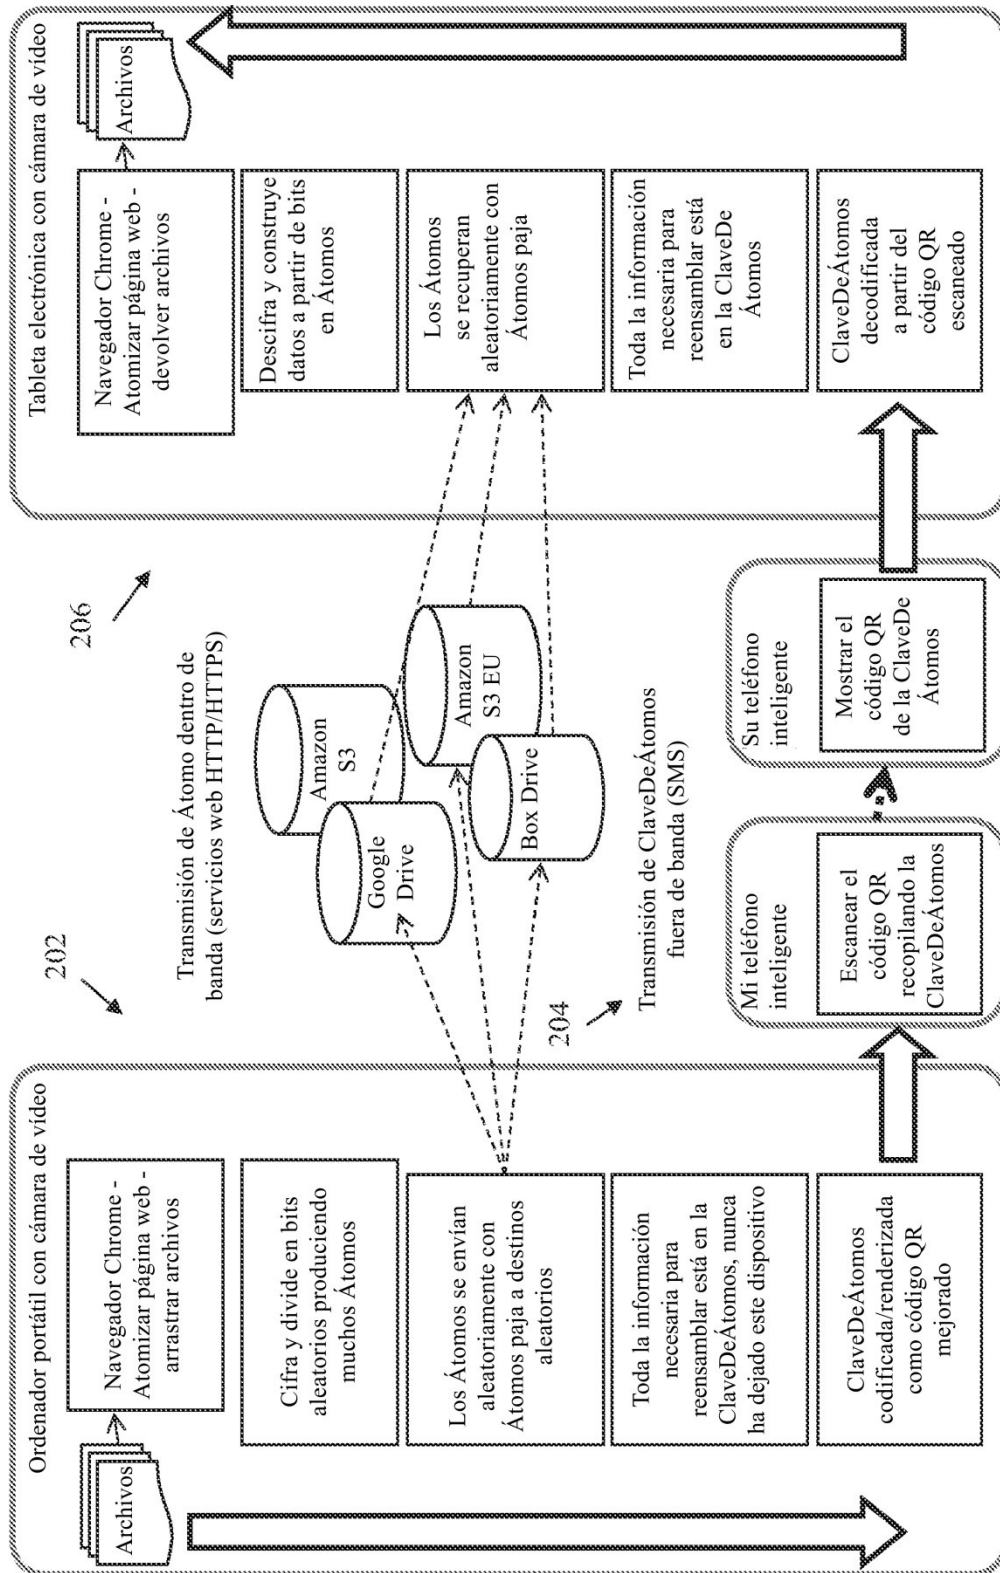 Ordenador portátil con cámara de vídeo
Archivos
Navegador Chrome -
Atomizar página web -
arrastrar archivos
Cifra y divide en bits
aleatorios produciendo
muchos Átomos
Los Átomos se envían
aleatoriamente con
Átomos paja a destinos
aleatorios
Toda la información
necesaria para
reensamblar está en la
ClaveDeÁtomos, nunca
ha dejado este dispositivo
ClaveDeÁtomos
codificada/renderizada
como código QR
mejorado
202
Transmisión de Átomo dentro de
banda (servicios web HTTP/HTTPS)
206
Amazon
S3
Google
Drive
Amazon
S3 EU
Box Drive
204
Transmisión de ClaveDeÁtomos
fuera de banda (SMS)
Mi teléfono
inteligente
Escanear el
código QR
recopilando la
ClaveDeÁtomos
Su teléfono
inteligente
Mostrar el
código QR
de la ClaveDe
Átomos
Tableta electrónica con cámara de vídeo
Navegador Chrome -
Atomizar página web -
devolver archivos
Archivos
Descifra y construye
datos a partir de bits
en Átomos
Los Átomos
se recuperan
aleatoriamente con
Átomos paja
Toda la información
necesaria para
reensamblar está
en la ClaveDe
Átomos
ClaveDeÁtomos
decodificada
a partir del
código QR
escaneado